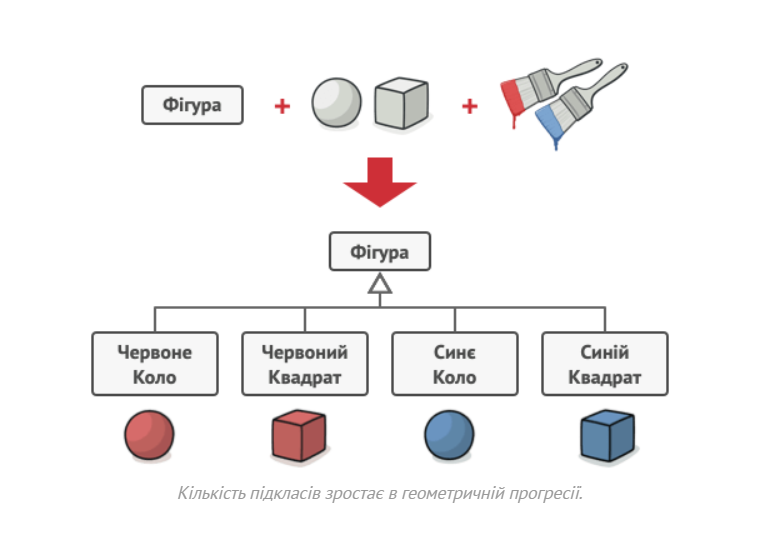 Фігура
+
+
Фігура
Червоне
Коло
Червоний
Квадрат
Синє
Коло
Синій
Квадрат
Кількість підкласів зростає в геометричній прогресії.